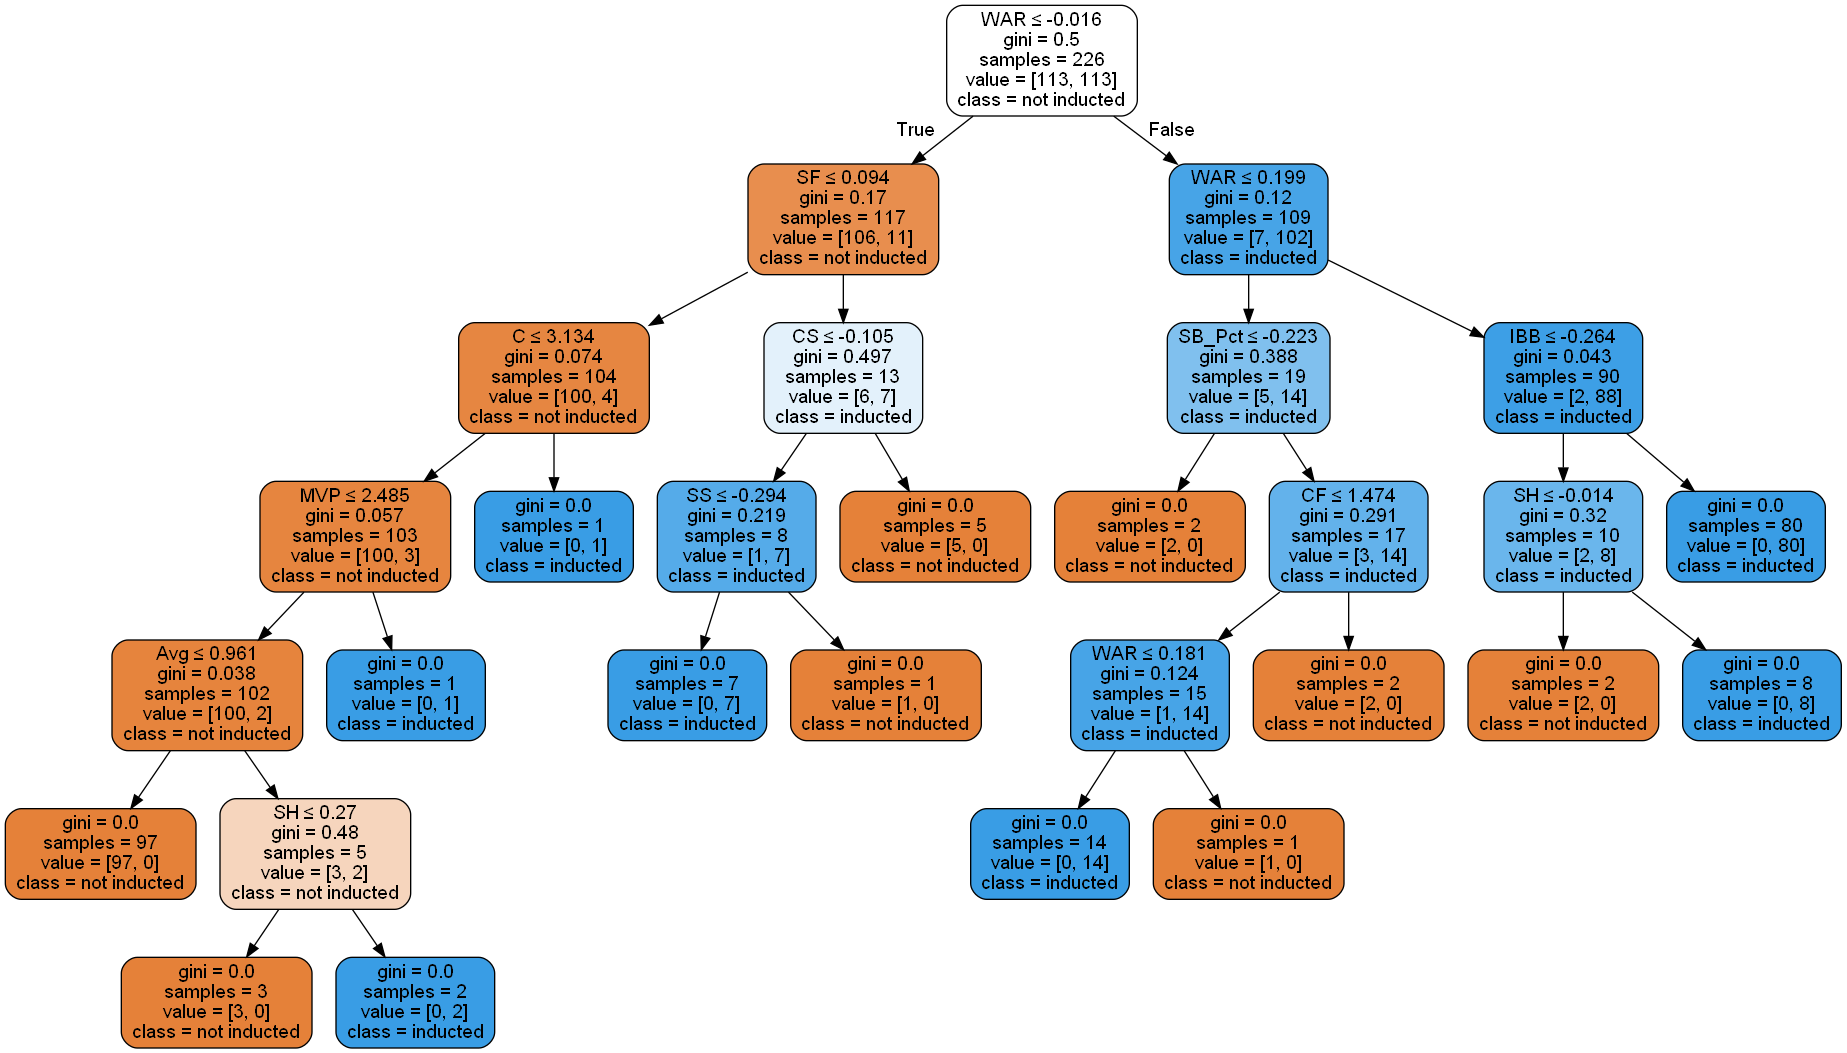 WAR ≤ -0.016
gini = 0.5
samples = 226
value = [113, 113]
class = not inducted
True
False
SF ≤ 0.094
gini = 0.17
samples = 117
value = [106, 11]
class = not inducted
WAR ≤ 0.199
gini = 0.12
samples = 109
value = [7, 102]
class = inducted
C ≤ 3.134
gini = 0.074
samples = 104
value = [100, 4]
class = not inducted
CS ≤ -0.105
gini = 0.497
samples = 13
value = [6, 7]
class = inducted
SB_Pct ≤ -0.223
gini = 0.388
samples = 19
value = [5, 14]
class = inducted
IBB ≤ -0.264
gini = 0.043
samples = 90
value = [2, 88]
class = inducted
MVP ≤ 2.485
gini = 0.057
samples = 103
value = [100, 3]
class = not inducted
gini = 0.0
samples = 1
value = [0, 1]
class = inducted
SS ≤ -0.294
gini = 0.219
samples = 8
value = [1, 7]
class = inducted
gini = 0.0
samples = 5
value = [5, 0]
class = not inducted
gini = 0.0
samples = 2
value = [2, 0]
class = not inducted
CF ≤ 1.474
gini = 0.291
samples = 17
value = [3, 14]
class = inducted
SH ≤ -0.014
gini = 0.32
samples = 10
value = [2, 8]
class = inducted
gini = 0.0
samples = 80
value = [0, 80]
class = inducted
Avg ≤ 0.961
gini = 0.038
samples = 102
value = [100, 2]
class = not inducted
gini = 0.0
samples = 1
value = [0, 1]
class = inducted
gini = 0.0
samples = 7
value = [0, 7]
class = inducted
gini = 0.0
samples = 1
value = [1, 0]
class = not inducted
WAR ≤ 0.181
gini = 0.124
samples = 15
value = [1, 14]
class = inducted
gini = 0.0
samples = 2
value = [2, 0]
class = not inducted
gini = 0.0
samples = 2
value = [2, 0]
class = not inducted
gini = 0.0
samples = 8
value = [0, 8]
class = inducted
gini = 0.0
samples = 97
value = [97, 0]
class = not inducted
SH ≤ 0.27
gini = 0.48
samples = 5
value = [3, 2]
class = not inducted
gini = 0.0
samples = 14
value = [0, 14]
class = inducted
gini = 0.0
samples = 1
value = [1, 0]
class = not inducted
gini = 0.0
samples = 3
value = [3, 0]
class = not inducted
gini = 0.0
samples = 2
value = [0, 2]
class = inducted